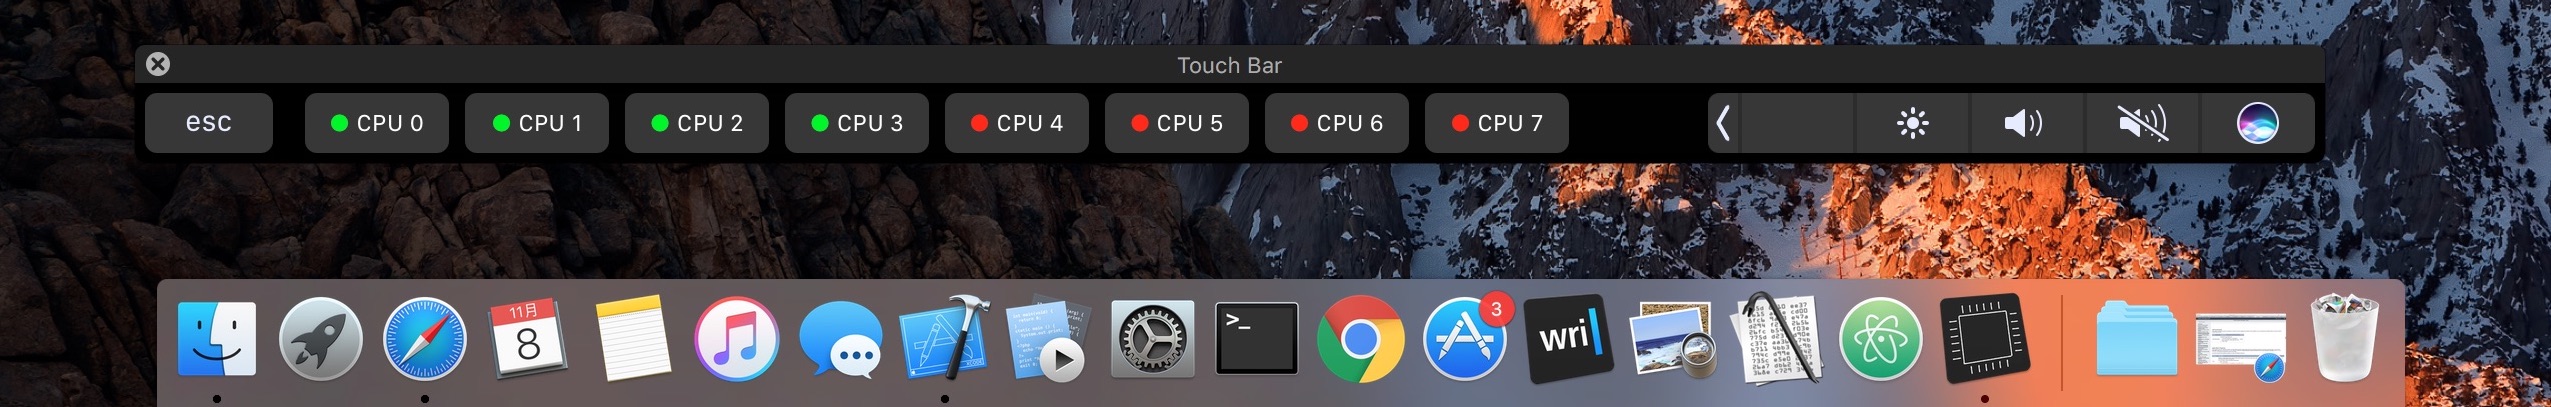 Touch Bar
esc CPU 0 CPU 1 CPU 2 CPU 3 CPU 4 CPU 5 CPU 6 CPU 7
11月
8
3
>_
wri